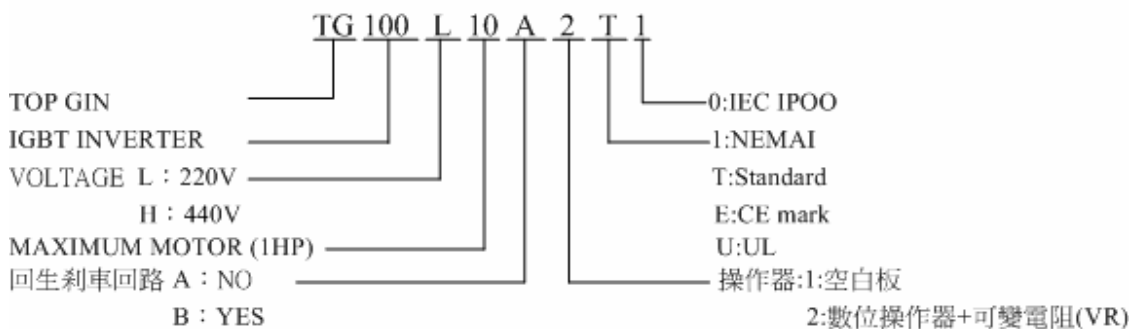 TG 100 L 10 A 2 T 1
TOP GIN
IGBT INVERTER
VOLTAGE L：220V
H：440V
MAXIMUM MOTOR (1HP)
回生剎車回路 A：NO
B：YES
0:IEC IPOO
1:NEMAI
T:Standard
E:CE mark
U:UL
操作器:1:空白板
2:數位操作器+可變電阻(VR)